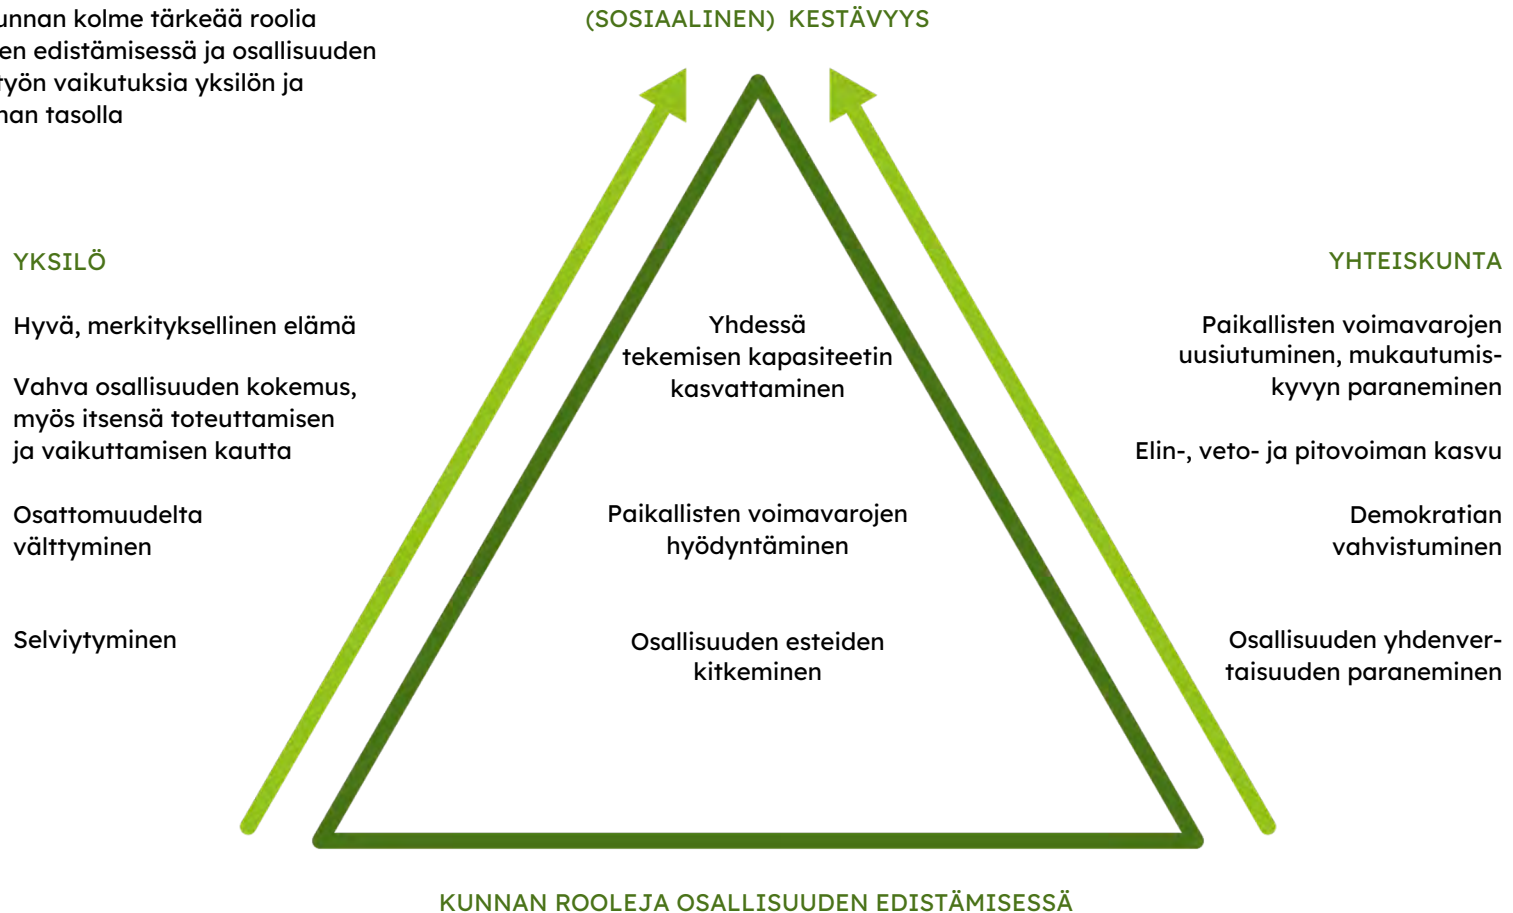 unnan kolme tärkeää roolia
en edistämisessä ja osallisuuden
työn vaikutuksia yksilön ja
nan tasolla
(SOSIAALINEN) KESTÄVYYS
YKSILÖ
Hyvä, merkityksellinen elämä
Vahva osallisuuden kokemus,
myös itsensä toteuttamisen
ja vaikuttamisen kautta
Osattomuudelta
välttyminen
Selviytyminen
Yhdessä
tekemisen kapasiteetin
kasvattaminen
Paikallisten voimavarojen
hyödyntäminen
Osallisuuden esteiden
kitkeminen
YHTEISKUNTA
Paikallisten voimavarojen
uusiutuminen, mukautumis-
kyvyn paraneminen
Elin-, veto- ja pitovoiman kasvu
Demokratian
vahvistuminen
Osallisuuden yhdenver-
taisuuden paraneminen
KUNNAN ROOLEJA OSALLISUUDEN EDISTÄMISESSÄ